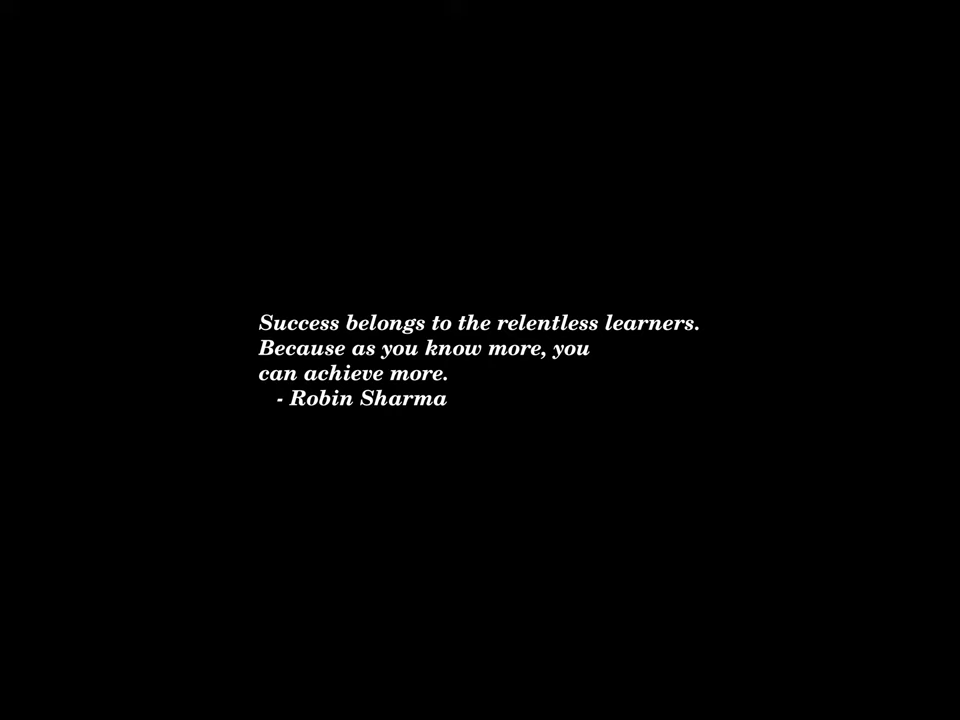 Success belongs to the relentless learners.
Because as you know more, you
can achieve more.
- Robin Sharma